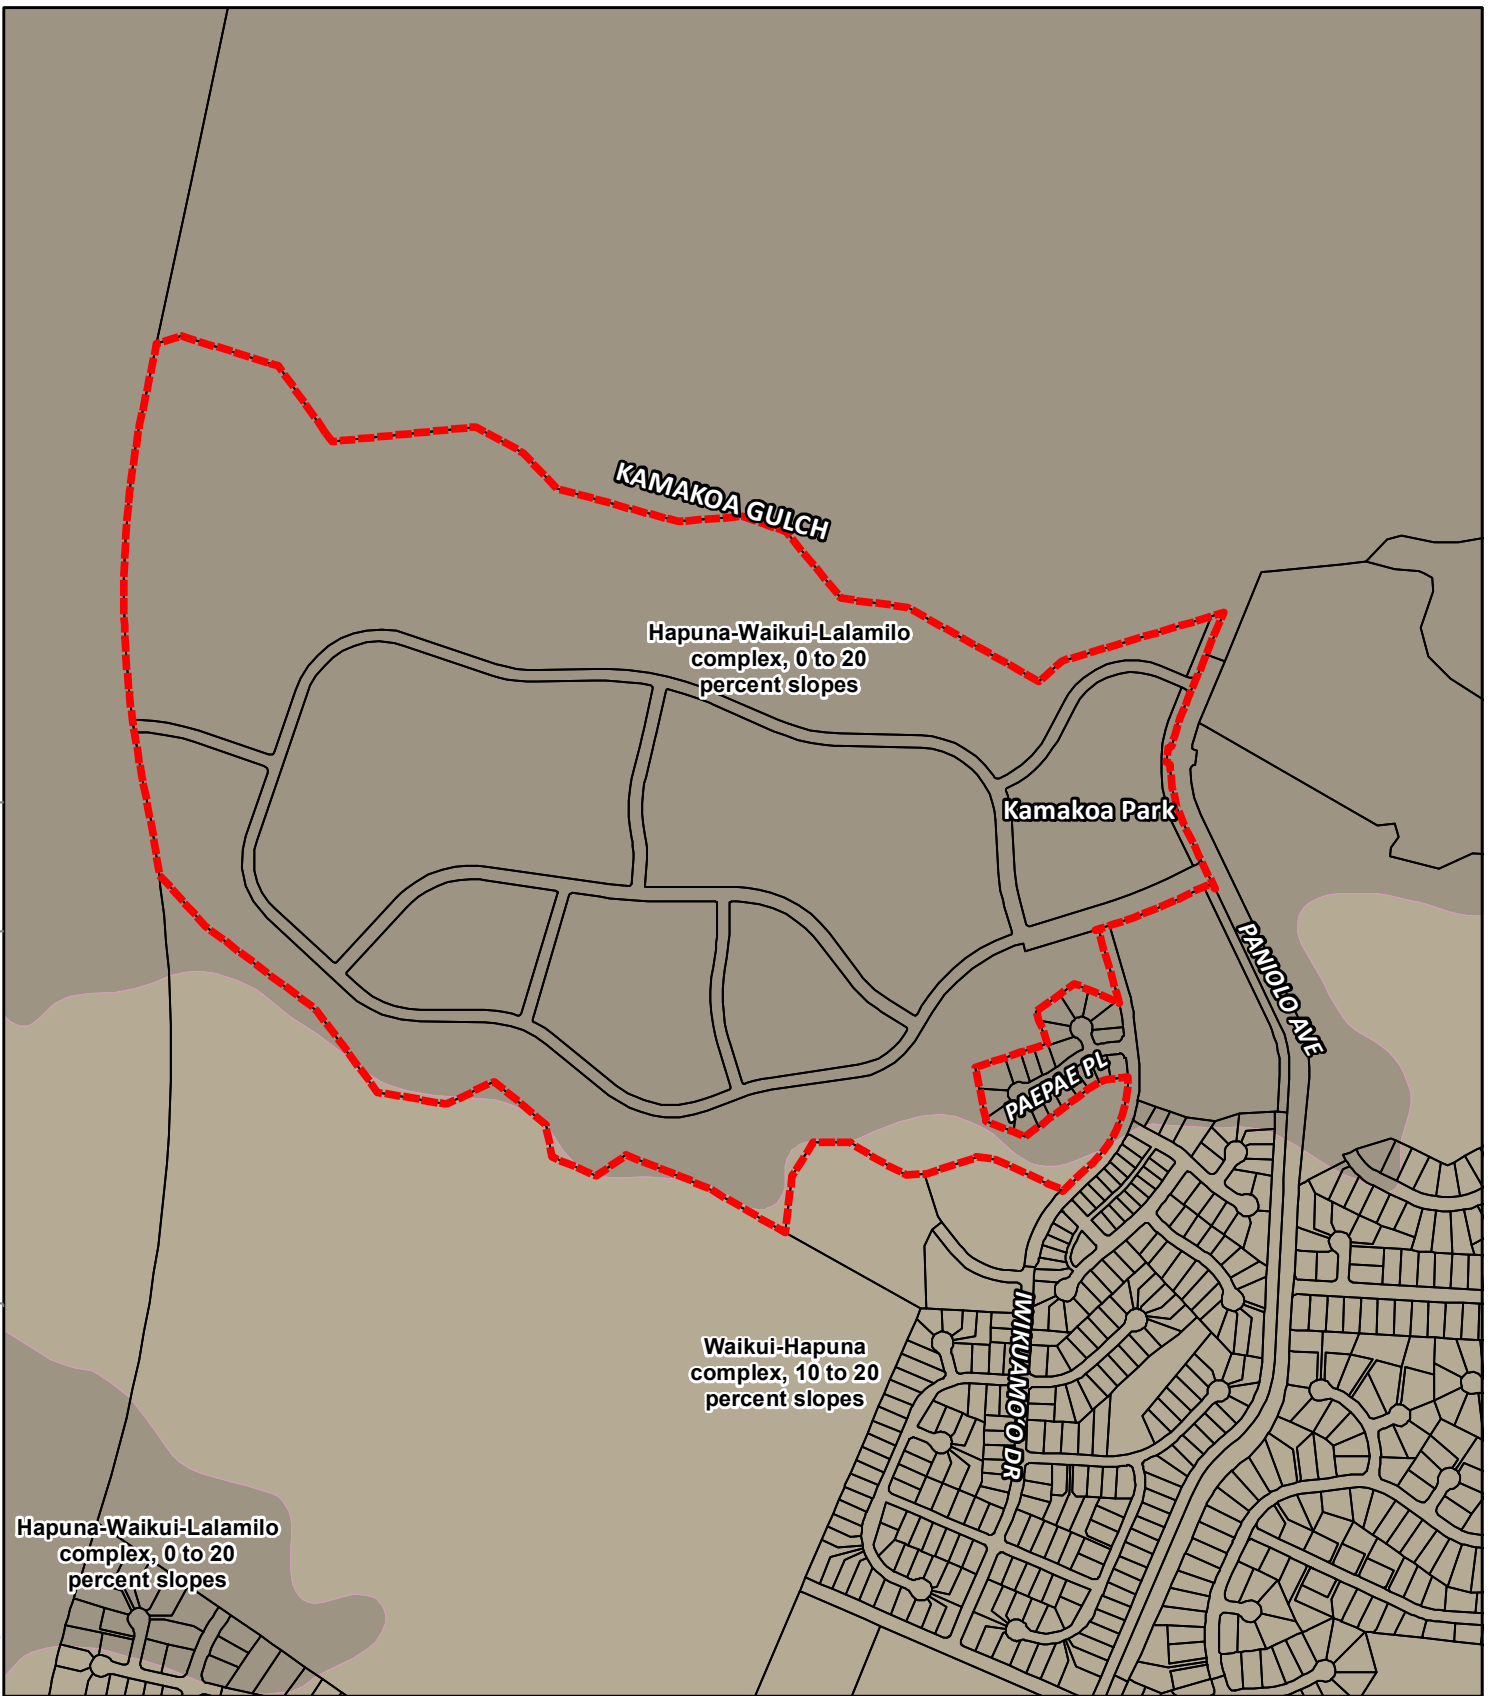 KAMAKOA GULCH
Hapuna-Waikui-Lalamilo
complex, 0 to 20
percent slopes
Kamakoa Park
PANIOLO AVE
PAEPAE PL
Waikui-Hapuna
complex, 10 to 20
percent slopes
IWIKUAMO'O DR
Hapuna-Waikui-Lalamilo
complex, 0 to 20
percent slopes